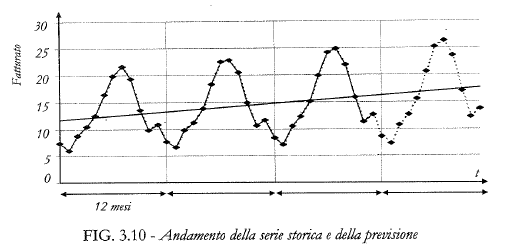 Fatturato
30
25
20
15
10
5
0
t
12 mesi
FIG. 3.10 - Andamento della serie storica e della previsione